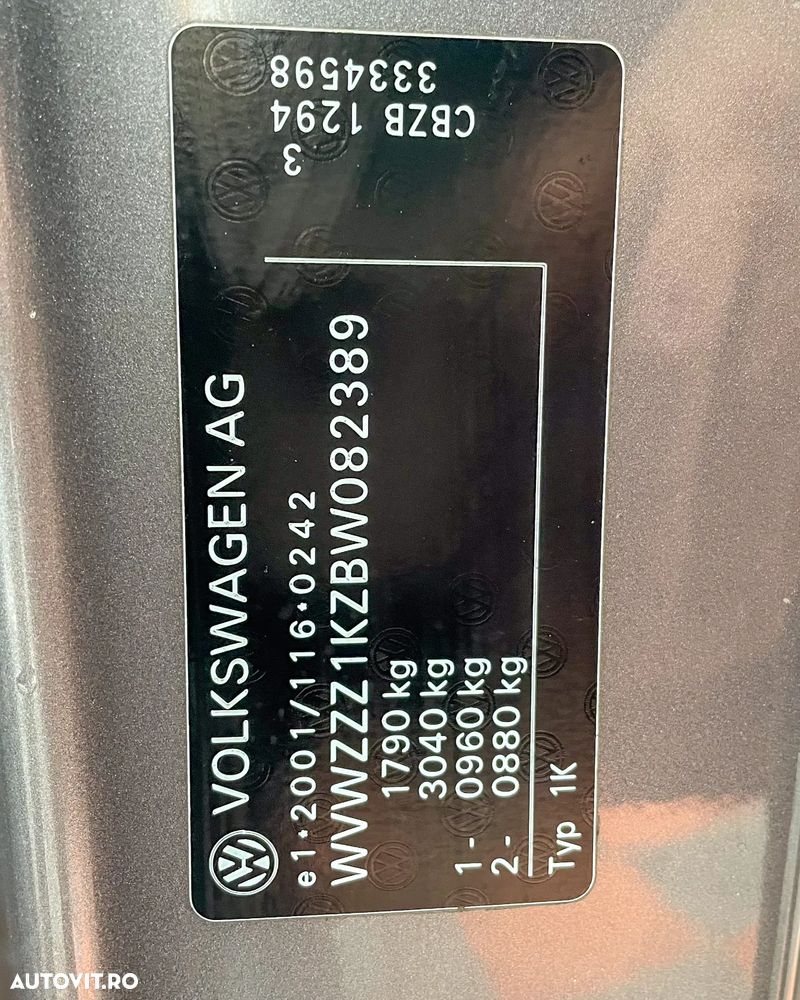 VOLKSWAGEN AG
e1*2001/116*0242
WVWZZZ1KZBW082389
1790 kg
3040 kg
1- 0960 kg
2- 0880 kg
Typ 1K
3
CBZB 1294
3334598
AUTOVIT.RO